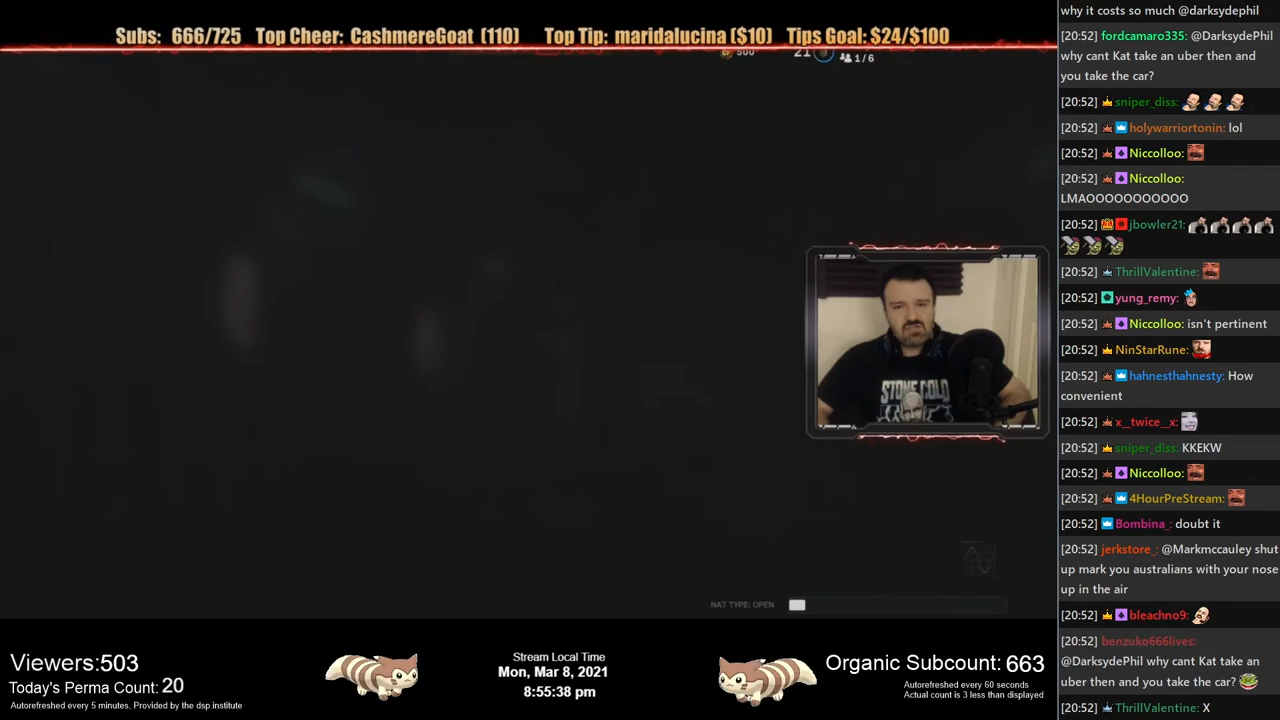 Subs: 666/725 Top Cheer: CashmereGoat (110) Top Tip: maridalucina ($10) Tips Goal: $24/$100
500 21 1/6
STONE COLD
NAT TYPE: OPEN
Viewers:503
Today's Perma Count: 20
Autorefreshed every 5 minutes, Provided by the dsp institute
Stream Local Time
Mon, Mar 8, 2021
8:55:38 pm
Organic Subcount: 663
Autorefreshed every 60 seconds
Actual count is 3 less than displayed
why it costs so much @darksydephil
[20:52] fordcamaro335: @DarksydePhil
why cant Kat take an uber then and
you take the car?
[20:52] sniper_diss:
[20:52] holywarriortonin: lol
[20:52] Niccolloo:
[20:52] Niccolloo:
LMAOOOOOOOOOOO
[20:52] jbowler21:
[20:52] ThrillValentine:
[20:52] yung_remy:
[20:52] Niccolloo: isn't pertinent
[20:52] NinStarRune:
[20:52] hahnesthahnesty: How
convenient
[20:52] x__twice__x:
[20:52] sniper_diss: KKEKW
[20:52] Niccolloo:
[20:52] 4HourPreStream:
[20:52] Bombina_: doubt it
[20:52] jerkstore_: @Markmccauley shut
up mark you australians with your nose
up in the air
[20:52] bleachno9:
[20:52] benzuko666lives:
@DarksydePhil why cant Kat take an
uber then and you take the car?
[20:52] ThrillValentine: X